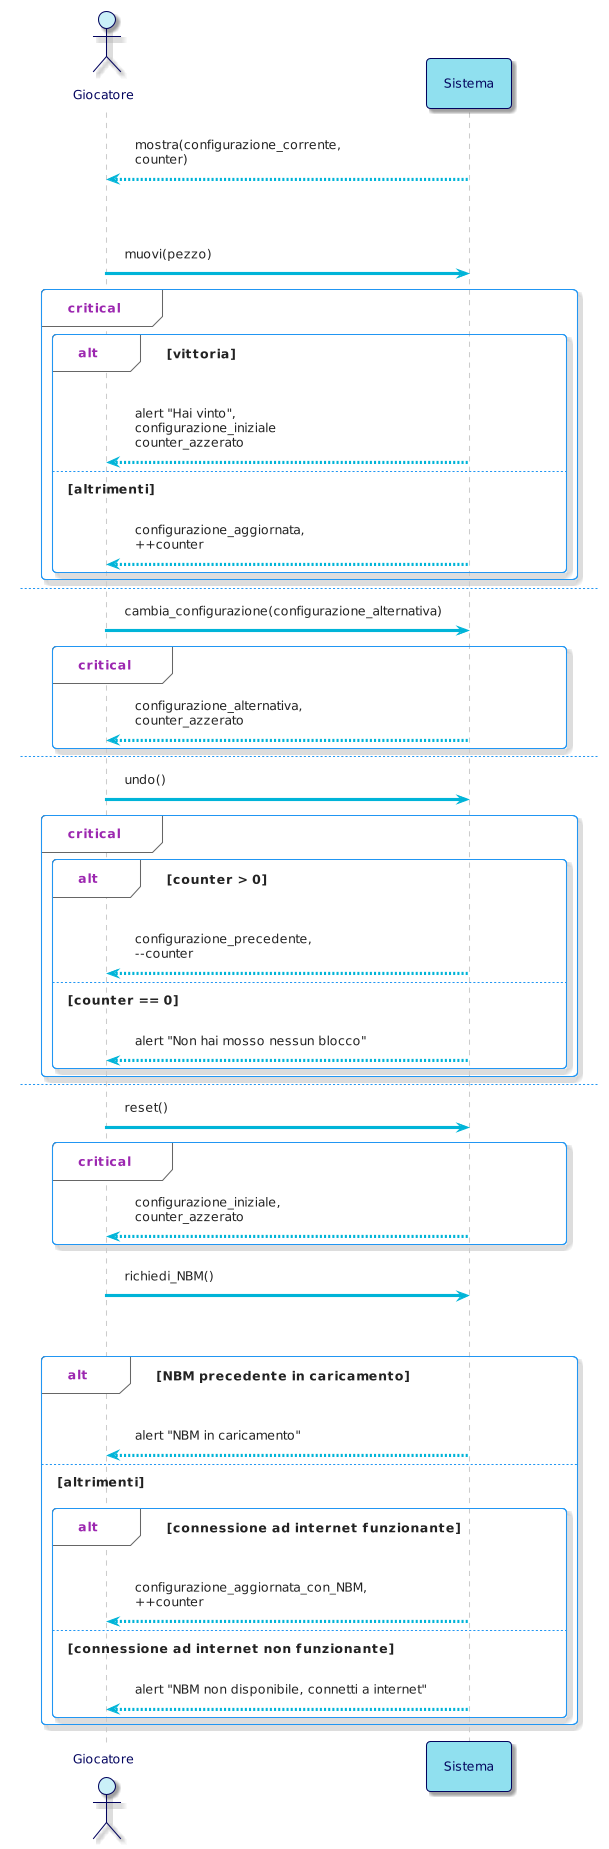 Giocatore
Sistema
mostra(configurazione_corrente,
counter)
muovi(pezzo)
critical
alt
[vittoria]
alert "Hai vinto",
configurazione_iniziale
counter_azzerato
[altrimenti]
configurazione_aggiornata,
++counter
cambia_configurazione(configurazione_alternativa)
critical
configurazione_alternativa,
counter_azzerato
undo()
critical
alt
[counter > 0]
configurazione_precedente,
--counter
[counter == 0]
alert "Non hai mosso nessun blocco"
reset()
critical
configurazione_iniziale,
counter_azzerato
richiedi_NBM()
alt
[NBM precedente in caricamento]
alert "NBM in caricamento"
[altrimenti]
alt
[connessione ad internet funzionante]
configurazione_aggiornata_con_NBM,
++counter
[connessione ad internet non funzionante]
alert "NBM non disponibile, connetti a internet"
Giocatore
Sistema